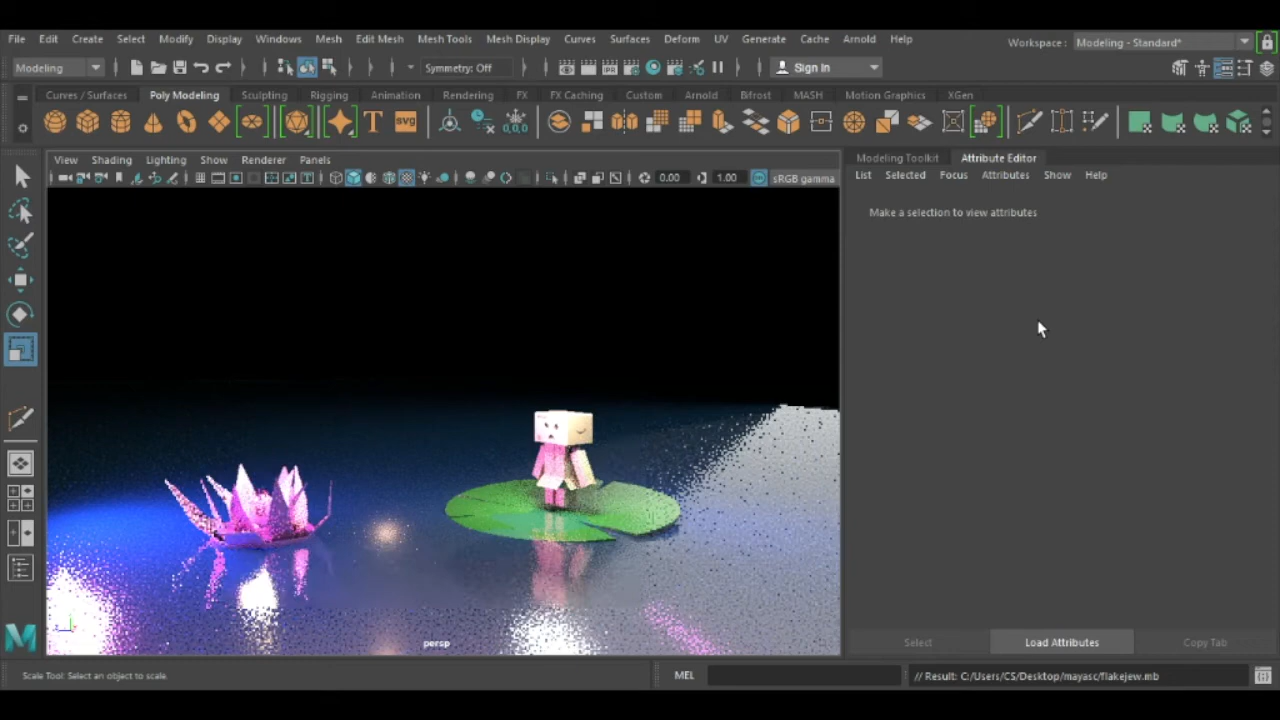 File Edit Create Select Modify Display Windows Mesh Edit Mesh Mesh Tools Mesh Display Curves Surfaces Deform UV Generate Cache Arnold Help Workspace : Modeling - Standard*
Modeling Symmetry: Off Sign In
Curves / Surfaces Poly Modeling Sculpting Rigging Animation Rendering FX FX Caching Custom Arnold Bifrost MASH Motion Graphics XGen
T SVG 0,0,0
View Shading Lighting Show Renderer Panels
Modeling Toolkit Attribute Editor
0.00 1.00 sRGB gamma
List Selected Focus Attributes Show Help
Make a selection to view attributes
persp
Select Load Attributes Copy Tab
Scale Tool: Select an object to scale. MEL // Result: C:/Users/CS/Desktop/mayasc/flakejew.mb